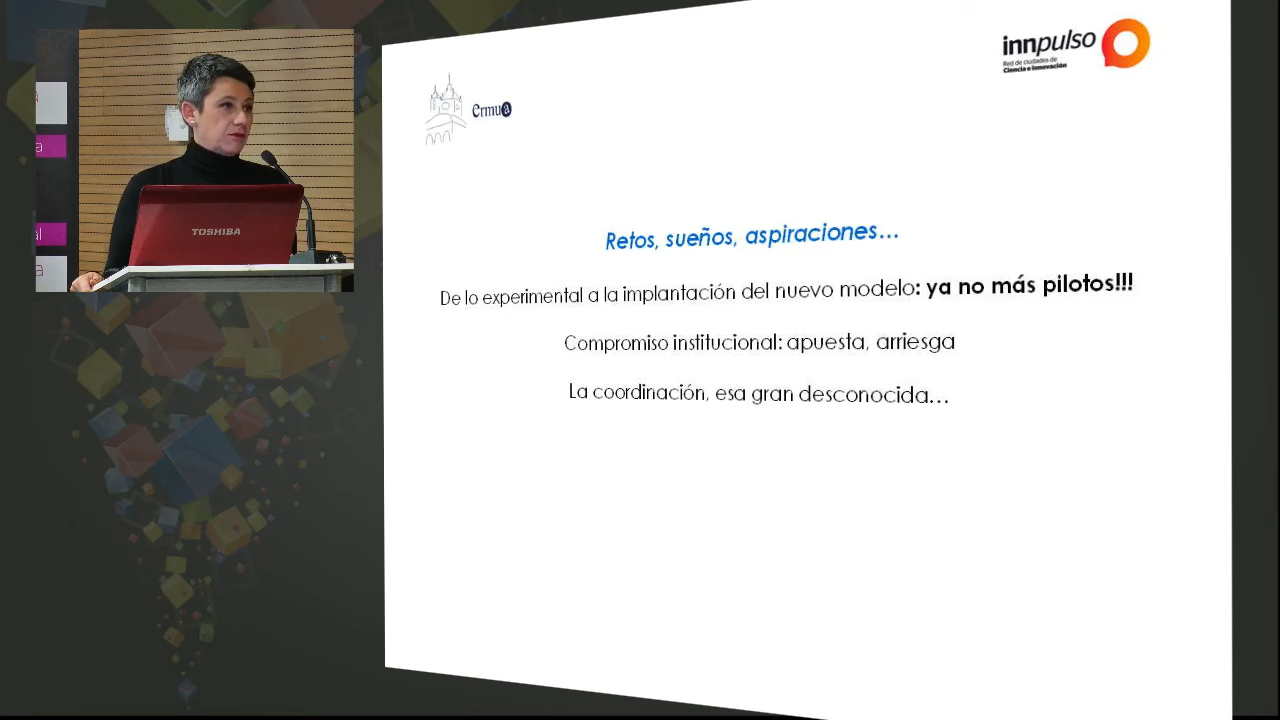 innpulso
Red de ciudades de
Ciencia e Innovación
ermua
Retos, sueños, aspiraciones...
De lo experimental a la implantación del nuevo modelo: ya no más pilotos!!!
Compromiso institucional: apuesta, arriesga
La coordinación, esa gran desconocida...
TOSHIBA
a
al
a